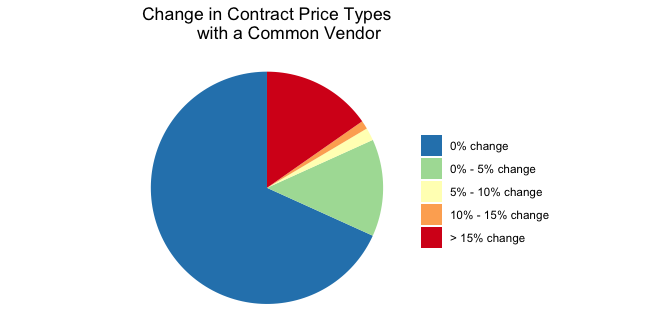 Change in Contract Price Types
with a Common Vendor
0% change
0% - 5% change
5% - 10% change
10% - 15% change
> 15% change